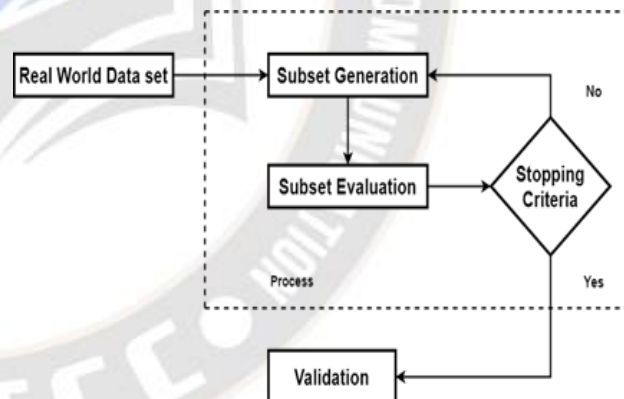 Real World Data set
Subset Generation
No
Subset Evaluation
Stopping
Criteria
Process
Yes
Validation